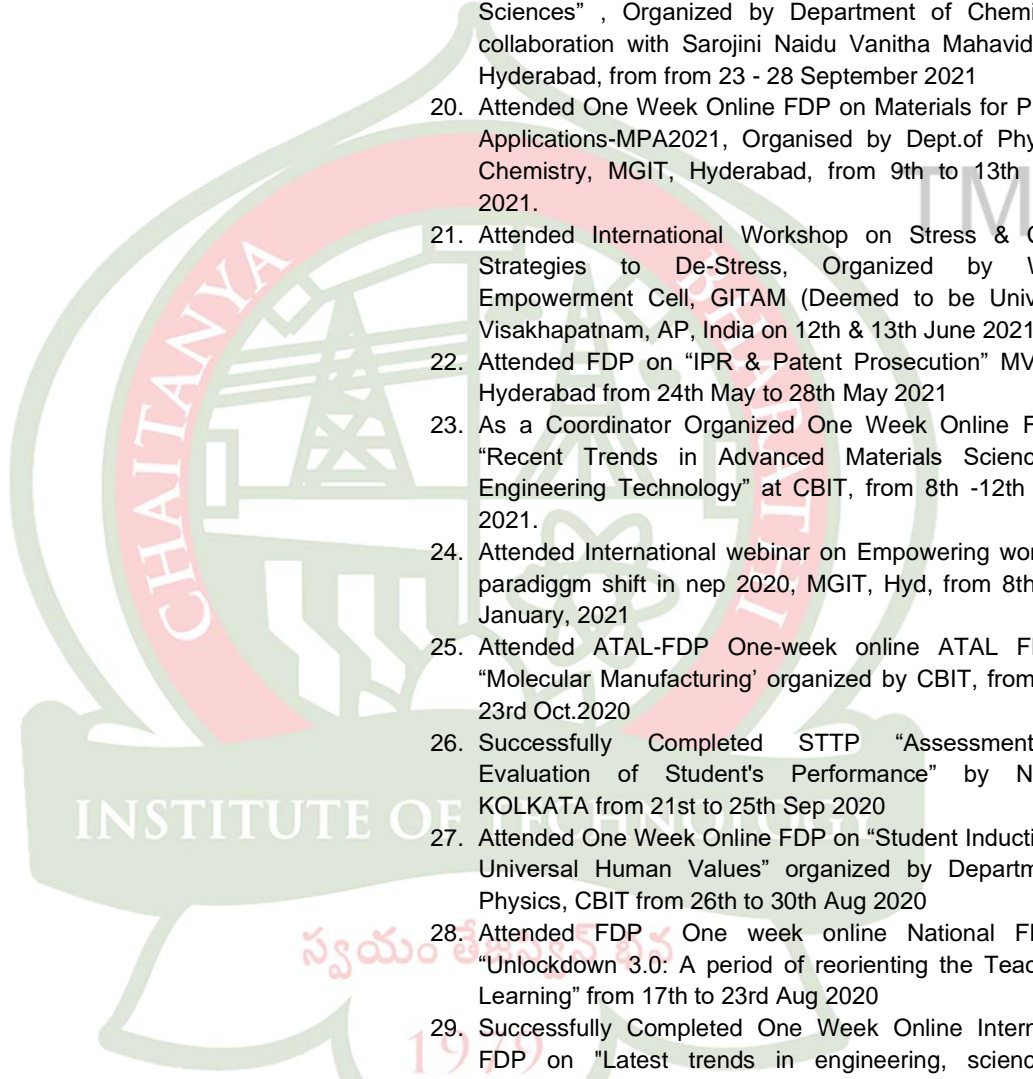 Sciences” , Organized by Department of Chemi
collaboration with Sarojini Naidu Vanitha Mahavid
Hyderabad, from from 23 - 28 September 2021
20. Attended One Week Online FDP on Materials for P
Applications-MPA2021, Organised by Dept.of Phy
Chemistry, MGIT, Hyderabad, from 9th to 13th
2021.
21. Attended International Workshop on Stress & C
Strategies to De-Stress, Organized by W
Empowerment Cell, GITAM (Deemed to be Univ
Visakhapatnam, AP, India on 12th & 13th June 2021
22. Attended FDP on “IPR & Patent Prosecution” MV
Hyderabad from 24th May to 28th May 2021
23. As a Coordinator Organized One Week Online F
“Recent Trends in Advanced Materials Scienc
Engineering Technology” at CBIT, from 8th -12th
2021.
24. Attended International webinar on Empowering wor
paradiggm shift in nep 2020, MGIT, Hyd, from 8th
January, 2021
25. Attended ATAL-FDP One-week online ATAL F
“Molecular Manufacturing’ organized by CBIT, from
23rd Oct.2020
26. Successfully Completed STTP “Assessment
Evaluation of Student's Performance” by N
KOLKATA from 21st to 25th Sep 2020
27. Attended One Week Online FDP on “Student Inducti
Universal Human Values” organized by Departm
Physics, CBIT from 26th to 30th Aug 2020
28. Attended FDP One week online National F
“Unlockdown 3.0: A period of reorienting the Teac
Learning” from 17th to 23rd Aug 2020
29. Successfully Completed One Week Online Intern
FDP on "Latest trends in engineering, scienc
CHAITANYA BHARATHI
INSTITUTE OF TECHNOLOGY
TM
స్వయం తేజస్విన్ భవ
1979